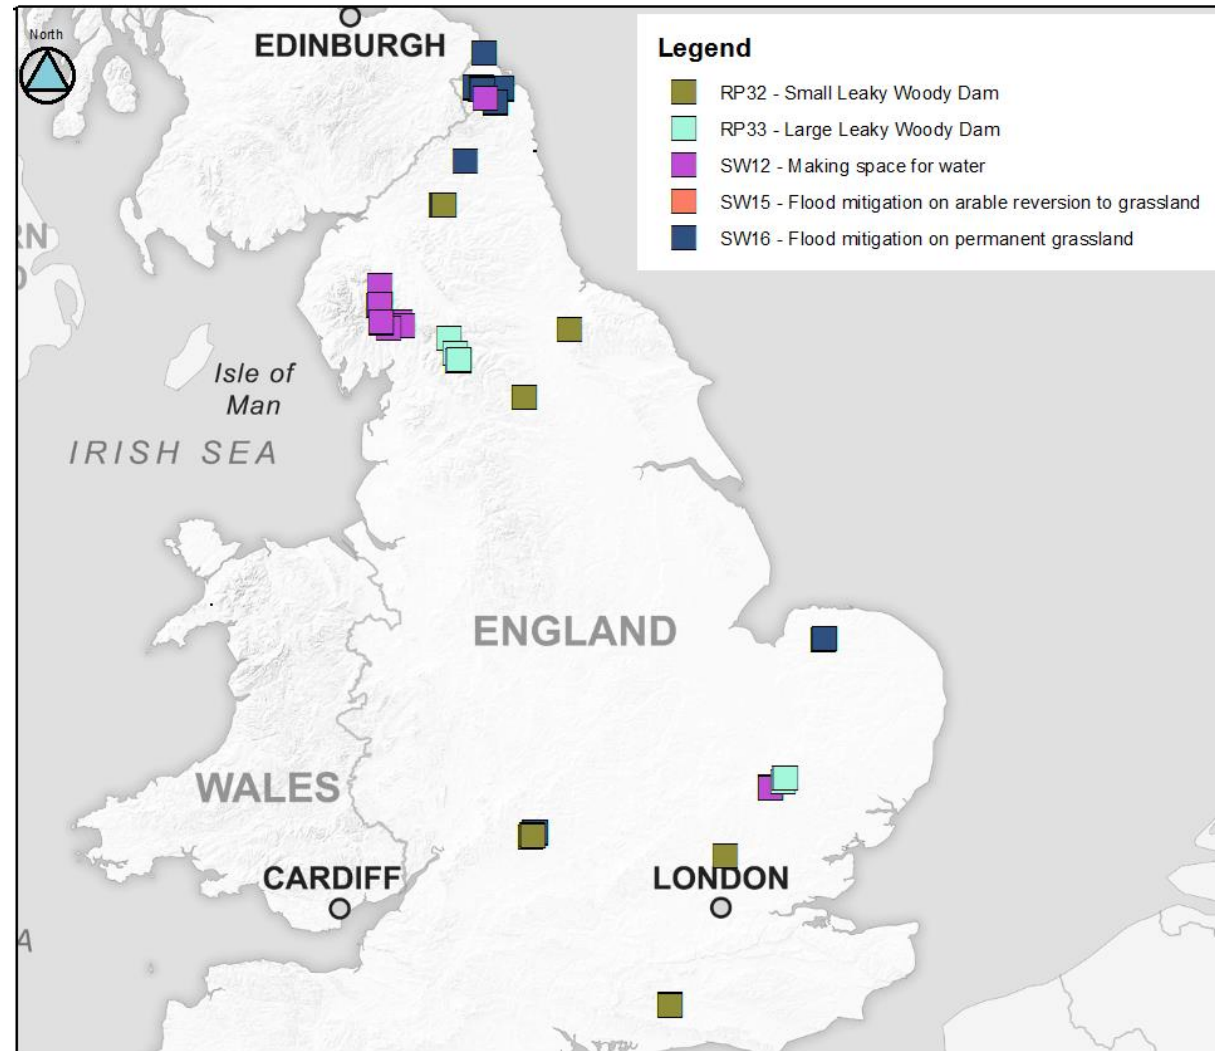 North
EDINBURGH
Legend
RP32 - Small Leaky Woody Dam
RP33 - Large Leaky Woody Dam
SW12 - Making space for water
SW15 - Flood mitigation on arable reversion to grassland
SW16 - Flood mitigation on permanent grassland
RN
Isle of
Man
IRISH SEA
ENGLAND
WALES
CARDIFF
LONDON
A